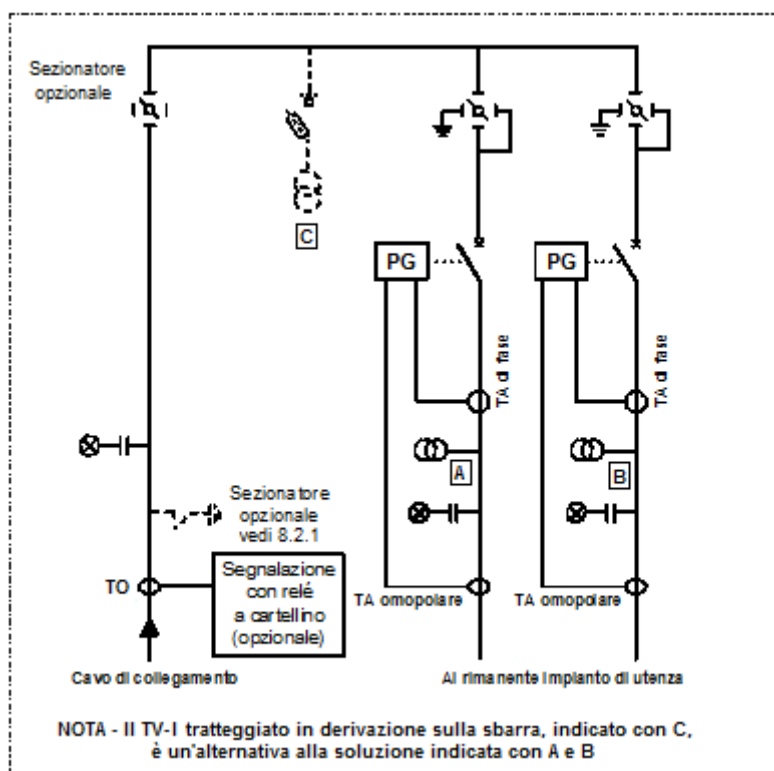 Sezionatore
opzionale
C
PG
PG
TA di fase
TA di fase
A
B
Sezionatore
opzionale
vedi 8.2.1
TO
Segnalazione
con relé
a cartellino
(opzionale)
TA omopolare
TA omopolare
Cavo di collegamento
Al rimanente impianto di utenza
NOTA - Il TV-I tratteggiato in derivazione sulla sbarra, indicato con C,
è un'alternativa alla soluzione indicata con A e B